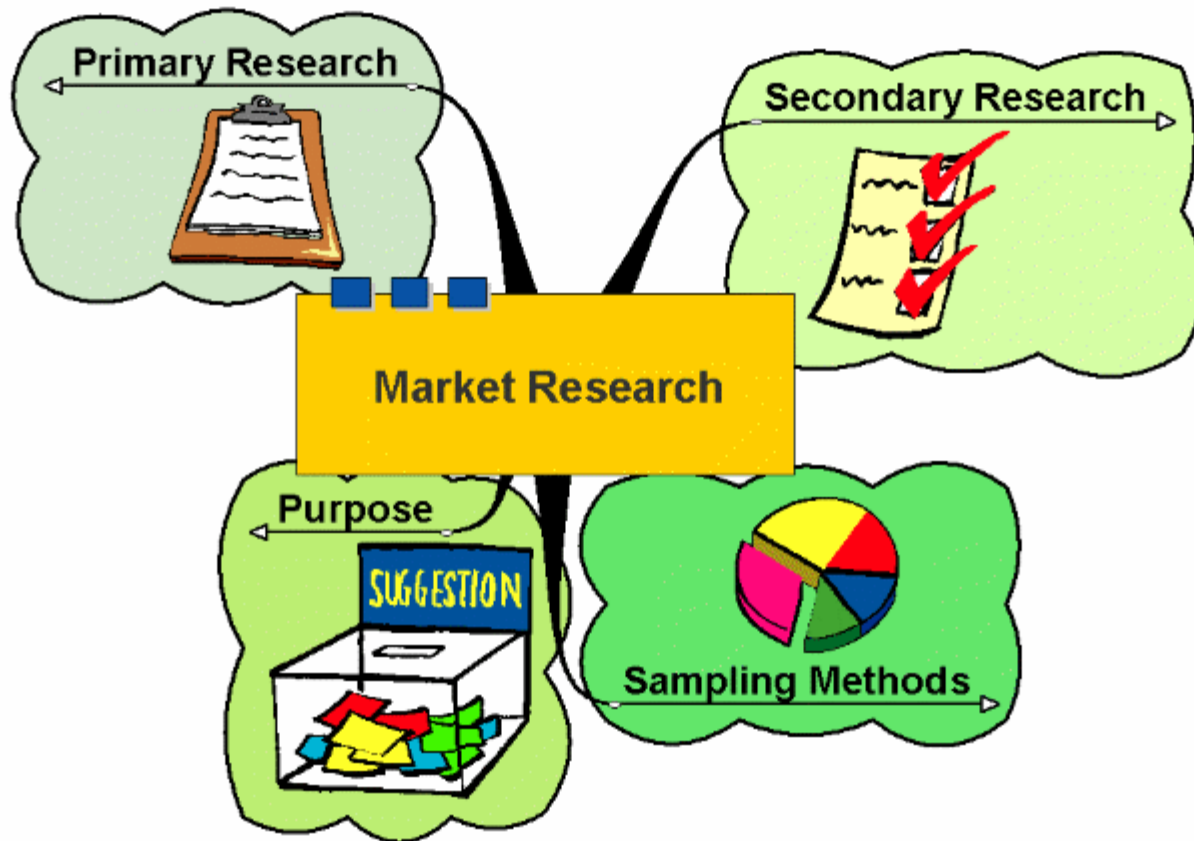 Primary Research
Secondary Research
Market Research
Purpose
SUGGESTION
Sampling Methods